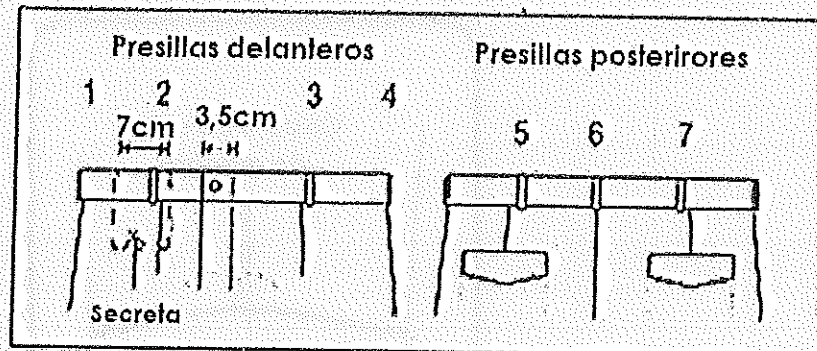 Presillas delanteros
1 2 3 4
7cm 3,5cm
Secreta
Presillas posterirores
5 6 7